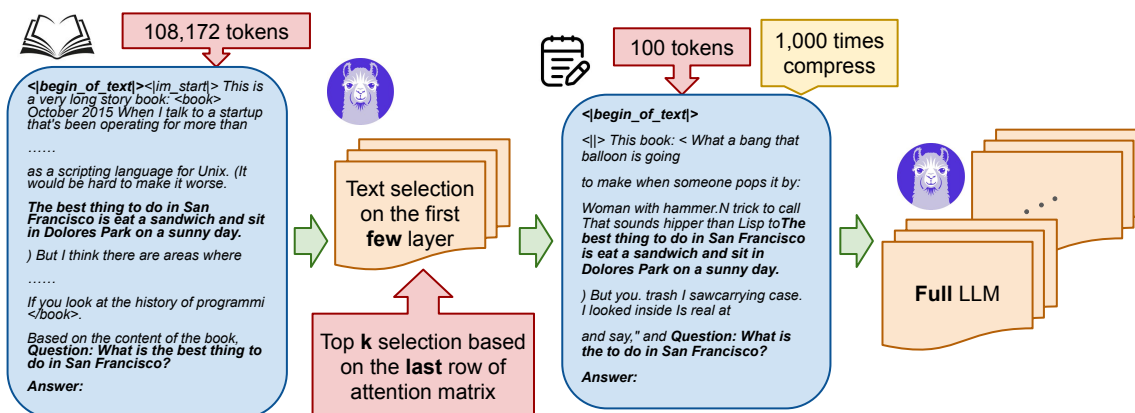 108,172 tokens
<|begin_of_text|><|im_start|> This is
a very long story book: <book>
October 2015 When I talk to a startup
that's been operating for more than
......
as a scripting language for Unix. (It
would be hard to make it worse.
The best thing to do in San
Francisco is eat a sandwich and sit
in Dolores Park on a sunny day.
) But I think there are areas where
......
If you look at the history of programmi
</book>.
Based on the content of the book,
Question: What is the best thing to
do in San Francisco?
Answer:
Text selection
on the first
few layer
Top k selection based
on the last row of
attention matrix
100 tokens
1,000 times
compress
<|begin_of_text|>
<||> This book: < What a bang that
balloon is going
to make when someone pops it by:
Woman with hammer.N trick to call
That sounds hipper than Lisp toThe
best thing to do in San Francisco
is eat a sandwich and sit in
Dolores Park on a sunny day.
) But you. trash I sawcarrying case.
I looked inside Is real at
and say," and Question: What is
the to do in San Francisco?
Answer:
...
Full LLM